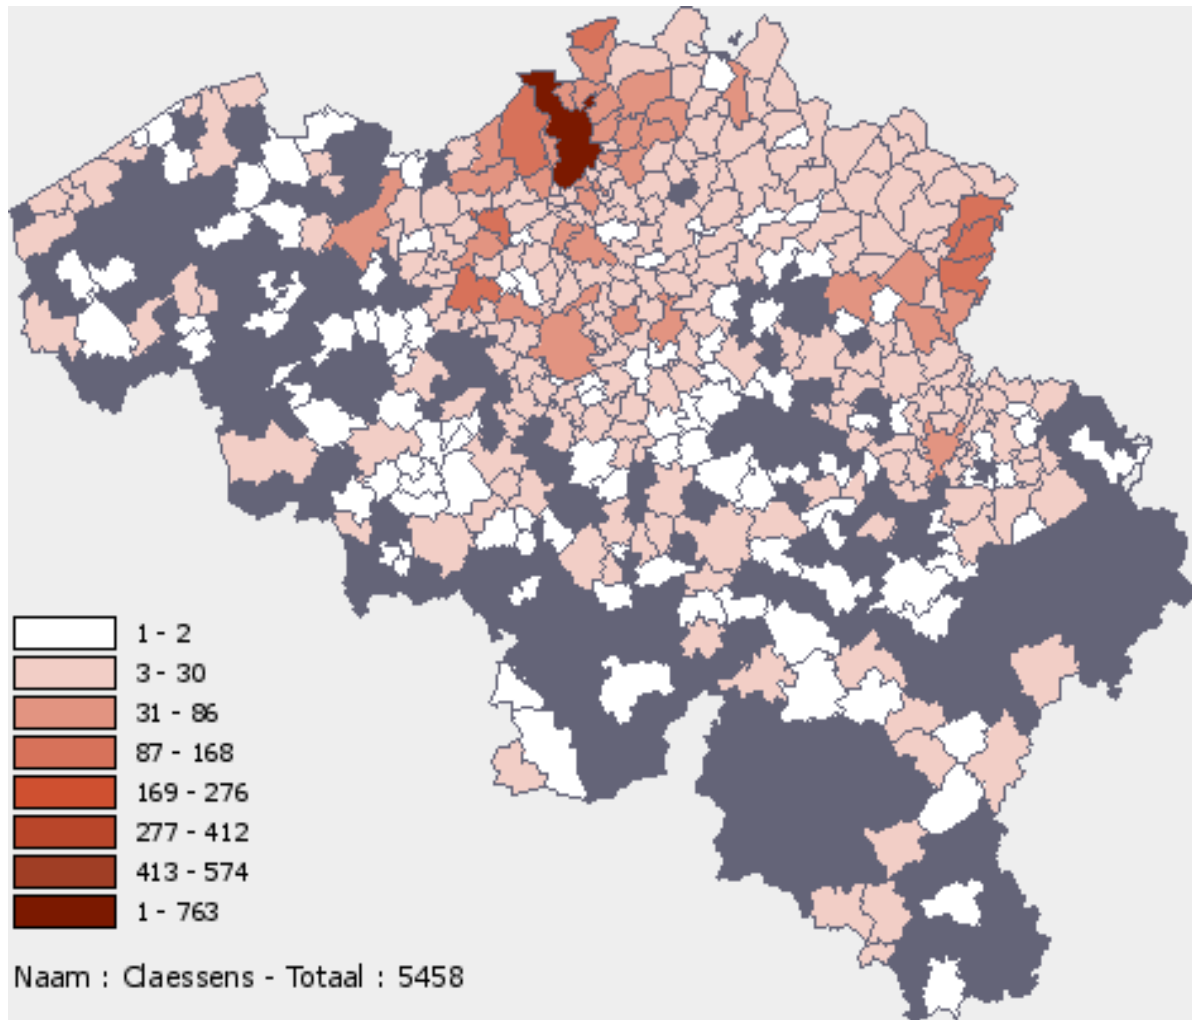 1 - 2
3 - 30
31 - 86
87 - 168
169 - 276
277 - 412
413 - 574
1 - 763
Naam : Claessens - Totaal : 5458